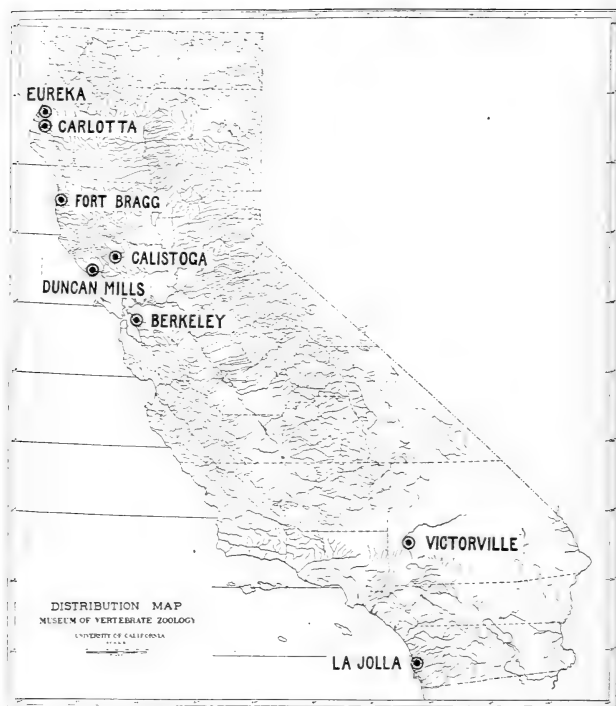 EUREKA
CARLOTTA
FORT BRAGG
CALISTOGA
DUNCAN MILLS
BERKELEY
VICTORVILLE
DISTRIBUTION MAP
MUSEUM OF VERTEBRATE ZOOLOGY
UNIVERSITY OF CALIFORNIA
LA JOLLA